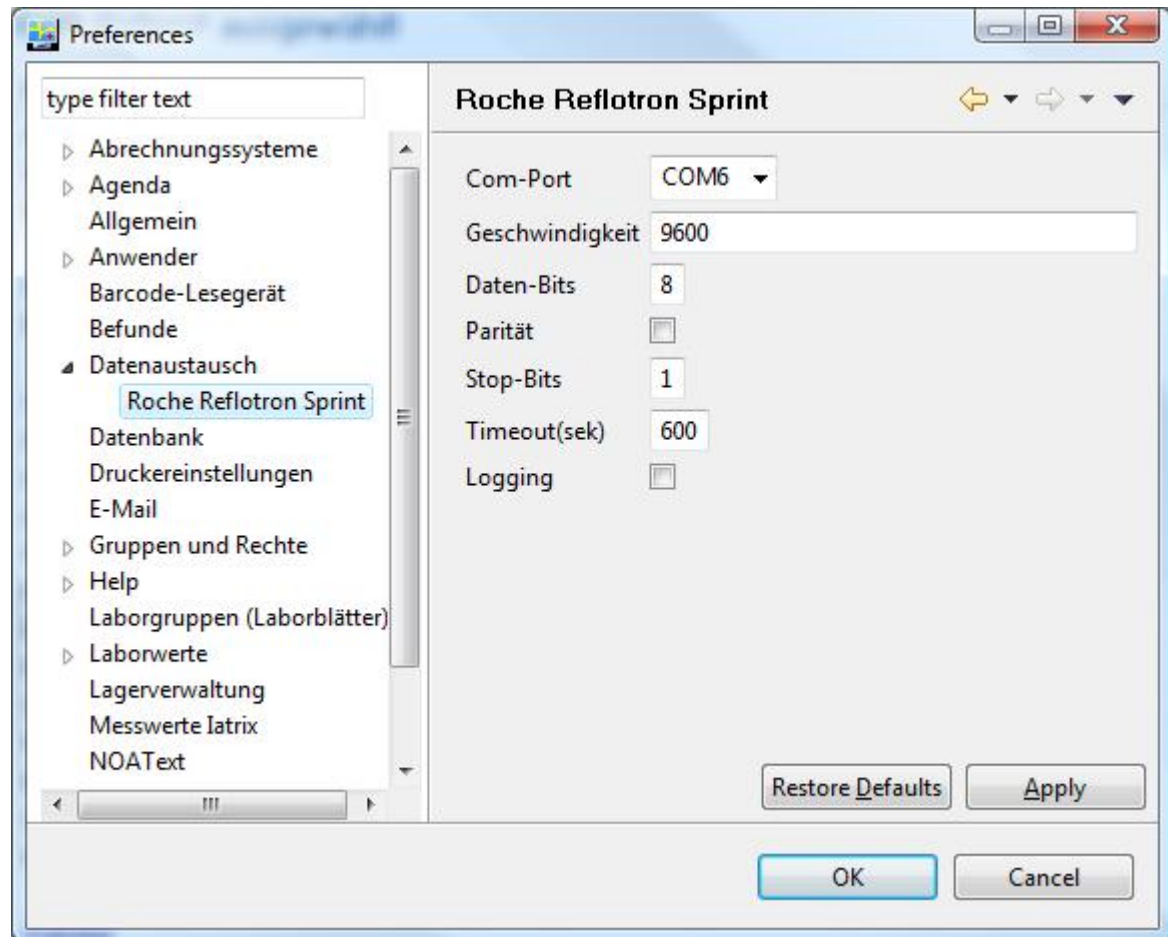 Preferences
type filter text
Abrechnungssysteme
Agenda
Allgemein
Anwender
Barcode-Lesegerät
Befunde
Datenaustausch
Roche Reflotron Sprint
Datenbank
Druckereinstellungen
E-Mail
Gruppen und Rechte
Help
Laborgruppen (Laborblätter)
Laborwerte
Lagerverwaltung
Messwerte Iatrix
NOAText
Roche Reflotron Sprint
Com-Port COM6
Geschwindigkeit 9600
Daten-Bits 8
Parität
Stop-Bits 1
Timeout(sek) 600
Logging
Restore Defaults Apply
OK Cancel